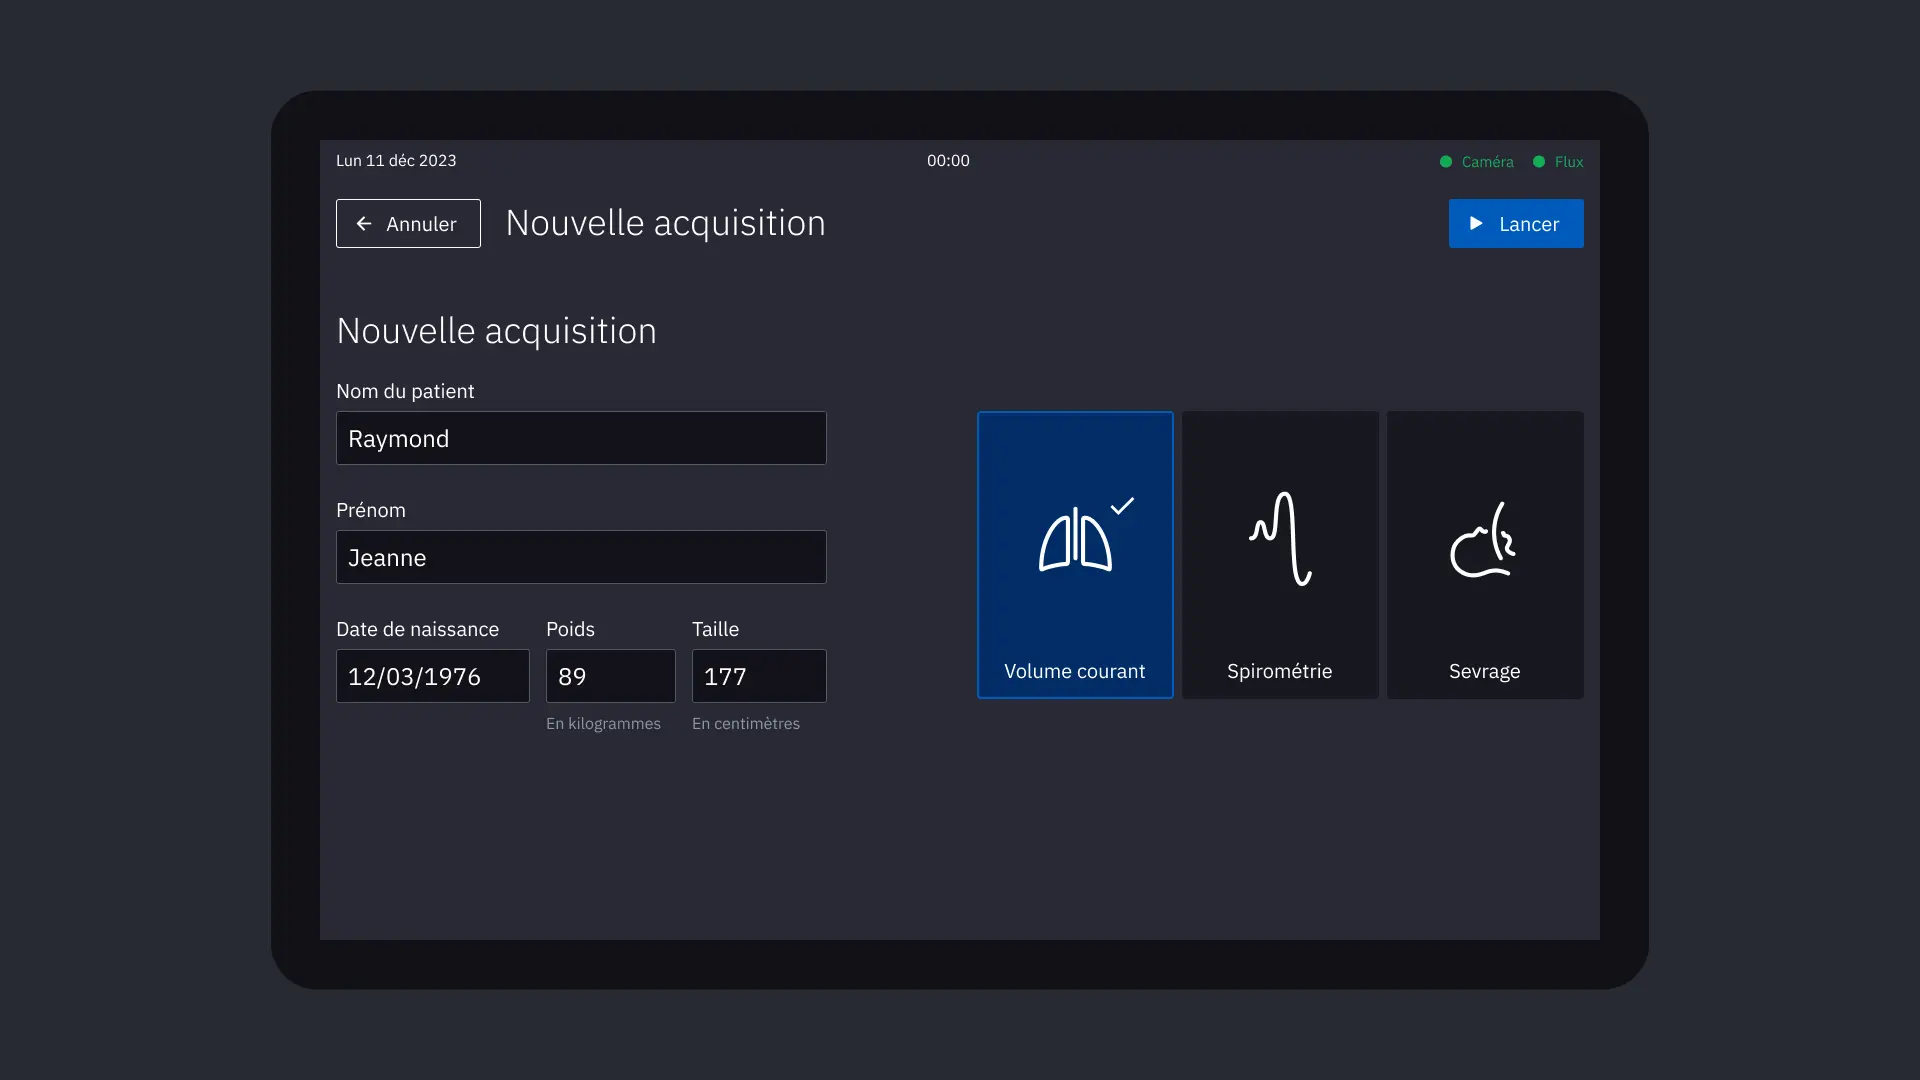 Lun 11 déc 2023
00:00
Caméra
Flux
Annuler
Nouvelle acquisition
Lancer
Nouvelle acquisition
Nom du patient
Raymond
Prénom
Jeanne
Date de naissance
Poids
Taille
12/03/1976
89
177
En kilogrammes
En centimètres
Volume courant
Spirométrie
Sevrage